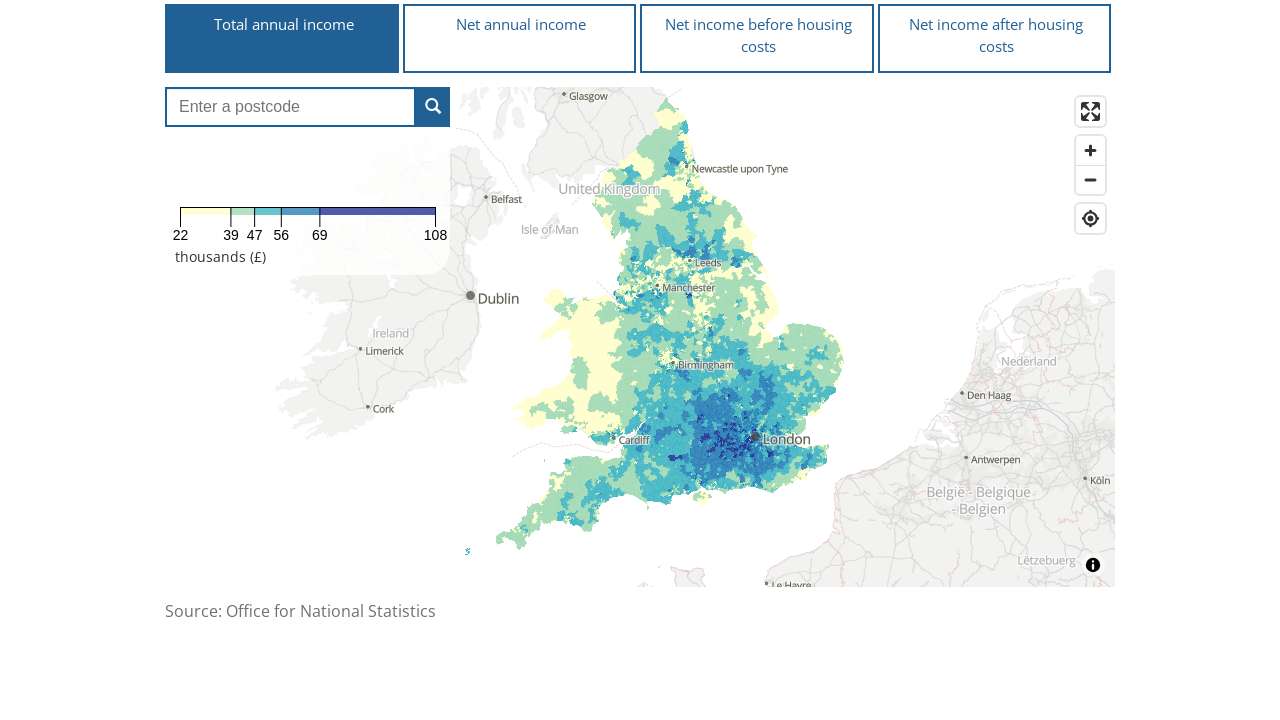 Total annual income
Net annual income
Net income before housing
costs
Net income after housing
costs
Enter a postcode
Glasgow
Newcastle upon Tyne
United Kingdom
Belfast
Isle of Man
22 39 47 56 69 108
thousands (£)
Leeds
Manchester
Dublin
Ireland
Limerick
Birmingham
Nederland
Den Haag
Cork
Cardiff
London
Antwerpen
Köln
België - Belgique
- Belgien
Lëtzebuerg
Le Havre
Source: Office for National Statistics